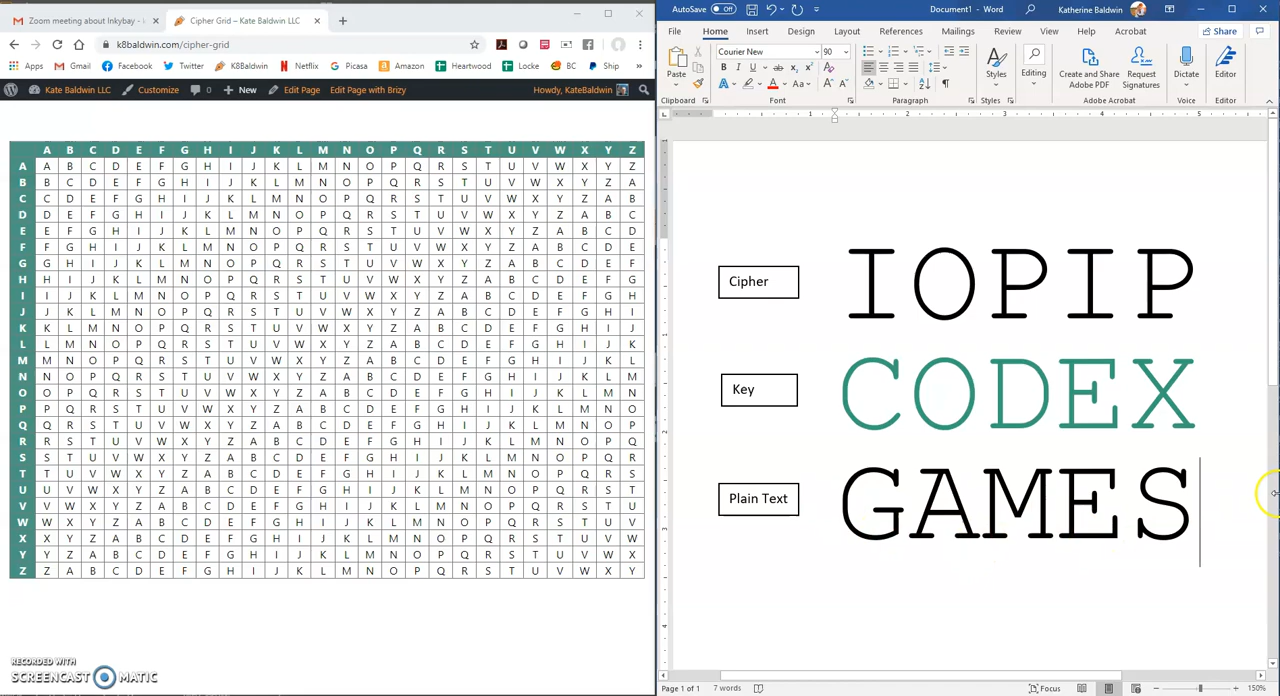 Zoom meeting about Inkybay - k
Cipher Grid – Kate Baldwin LLC
k8baldwin.com/cipher-grid
Apps Gmail Facebook Twitter K8Baldwin Netflix Picasa Amazon Heartwood Locke BC Ship
Kate Baldwin LLC Customize 0 New Edit Page Edit Page with Brizy Howdy, KateBaldwin
A B C D E F G H I J K L M N O P Q R S T U V W X Y Z
A A B C D E F G H I J K L M N O P Q R S T U V W X Y Z
B B C D E F G H I J K L M N O P Q R S T U V W X Y Z A
C C D E F G H I J K L M N O P Q R S T U V W X Y Z A B
D D E F G H I J K L M N O P Q R S T U V W X Y Z A B C
E E F G H I J K L M N O P Q R S T U V W X Y Z A B C D
F F G H I J K L M N O P Q R S T U V W X Y Z A B C D E
G G H I J K L M N O P Q R S T U V W X Y Z A B C D E F
H H I J K L M N O P Q R S T U V W X Y Z A B C D E F G
I I J K L M N O P Q R S T U V W X Y Z A B C D E F G H
J J K L M N O P Q R S T U V W X Y Z A B C D E F G H I
K K L M N O P Q R S T U V W X Y Z A B C D E F G H I J
L L M N O P Q R S T U V W X Y Z A B C D E F G H I J K
M M N O P Q R S T U V W X Y Z A B C D E F G H I J K L
N N O P Q R S T U V W X Y Z A B C D E F G H I J K L M
O O P Q R S T U V W X Y Z A B C D E F G H I J K L M N
P P Q R S T U V W X Y Z A B C D E F G H I J K L M N O
Q Q R S T U V W X Y Z A B C D E F G H I J K L M N O P
R R S T U V W X Y Z A B C D E F G H I J K L M N O P Q
S S T U V W X Y Z A B C D E F G H I J K L M N O P Q R
T T U V W X Y Z A B C D E F G H I J K L M N O P Q R S
U U V W X Y Z A B C D E F G H I J K L M N O P Q R S T
V V W X Y Z A B C D E F G H I J K L M N O P Q R S T U
W W X Y Z A B C D E F G H I J K L M N O P Q R S T U V
X X Y Z A B C D E F G H I J K L M N O P Q R S T U V W
Y Y Z A B C D E F G H I J K L M N O P Q R S T U V W X
Z Z A B C D E F G H I J K L M N O P Q R S T U V W X Y
RECORDED WITH
SCREENCAST MATIC
AutoSave Off Document1 - Word Katherine Baldwin
File Home Insert Design Layout References Mailings Review View Help Acrobat Share
Courier New 90
Paste Styles Editing Create and Share Adobe PDF Request Signatures Dictate Editor
Clipboard Font Paragraph Styles Adobe Acrobat Voice Editor
Cipher IOPIP
Key CODEX
Plain Text GAMES
Page 1 of 1 7 words Focus 150%